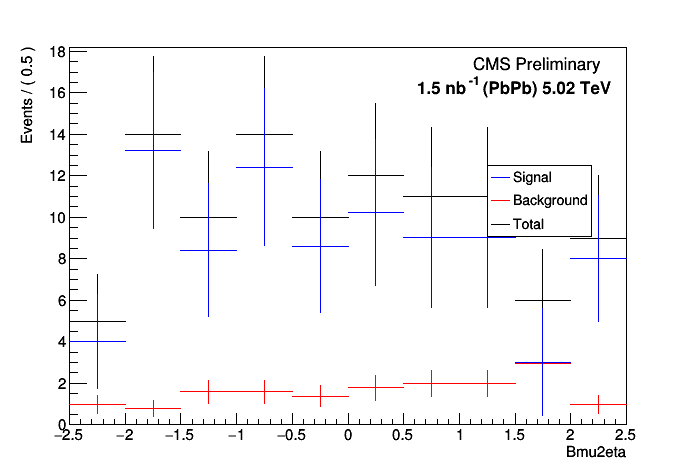 CMS Preliminary
1.5 nb⁻¹ (PbPb) 5.02 TeV
Events / ( 0.5 )
18
16
14
12
10
8
6
4
2
0
Signal
Background
Total
−2.5 −2 −1.5 −1 −0.5 0 0.5 1 1.5 2 2.5
Bmu2eta